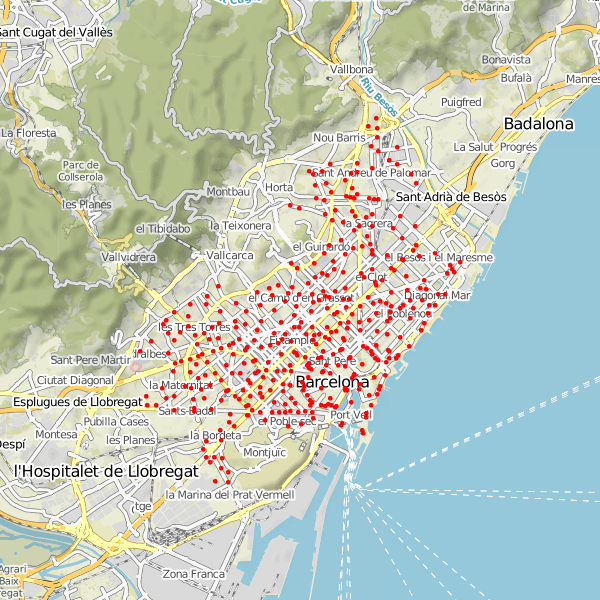 de Marina
Sant Cugat del Vallès
Bonavista
Vallbona
Bufalà
Manres
Riu Besòs
Puigfred
Badalona
La Floresta
Nou Barris
La Salut
Progrés
Gorg
Parc de
Collserola
Sant Andreu de Palomar
Horta
Montbau
Sant Adrià de Besòs
les Planes
la Teixonera
la Sagrera
el Tibidabo
el Guinardó
Vallvidrera
Vallcarca
el Besòs i el Maresme
el Clot
el Camp d'en Grassot
Diagonal Mar
les Tres Torres
el Poblenou
Eixample
Sant Pere Màrtir
dralbes
Sant Pere
Ciutat Diagonal
la Maternitat
Barcelona
Esplugues de Llobregat
Sants-Badal
Port Vell
Pubilla Cases
el Poble-sec
Montesa
les Planes
la Bordeta
Despí
Montjuïc
l'Hospitalet de Llobregat
la Marina del Prat Vermell
tge
Agrari
Baix
regat
Zona Franca